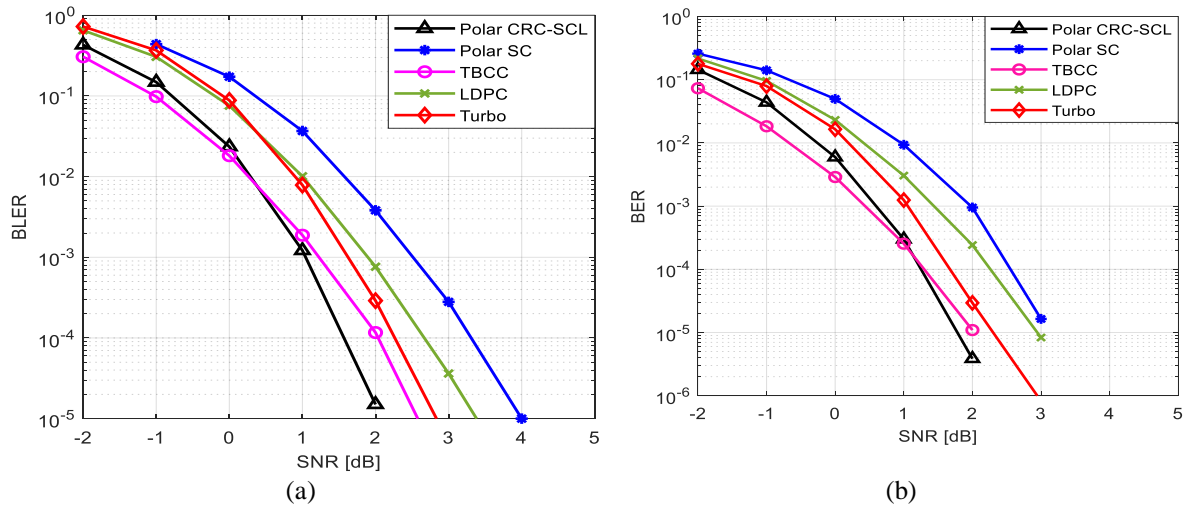 10^0
10^-1
10^-2
10^-3
10^-4
10^-5
BLER
-2 -1 0 1 2 3 4 5
SNR [dB]
Polar CRC-SCL
Polar SC
TBCC
LDPC
Turbo
(a)
10^0
10^-1
10^-2
10^-3
10^-4
10^-5
10^-6
BER
-2 -1 0 1 2 3 4 5
SNR [dB]
Polar CRC-SCL
Polar SC
TBCC
LDPC
Turbo
(b)